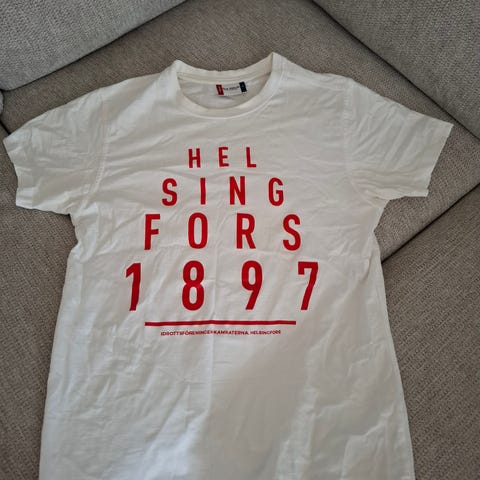 HEL
SING
FORS
1897
IDROTTSFÖRENINGEN KAMRATERNA, HELSINGFORS